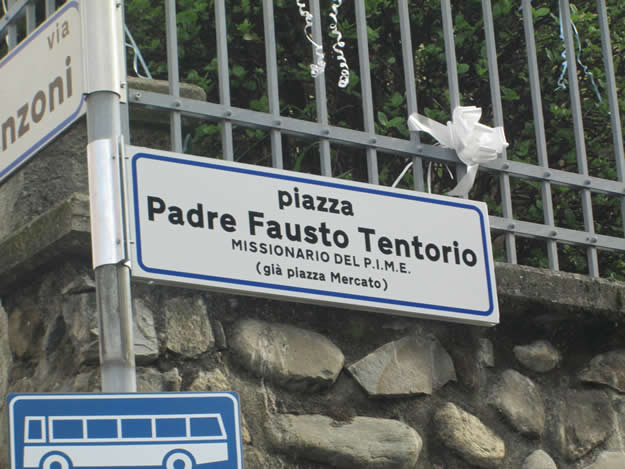 via
nzoni
piazza
Padre Fausto Tentorio
MISSIONARIO DEL P.I.M.E.
(già piazza Mercato)